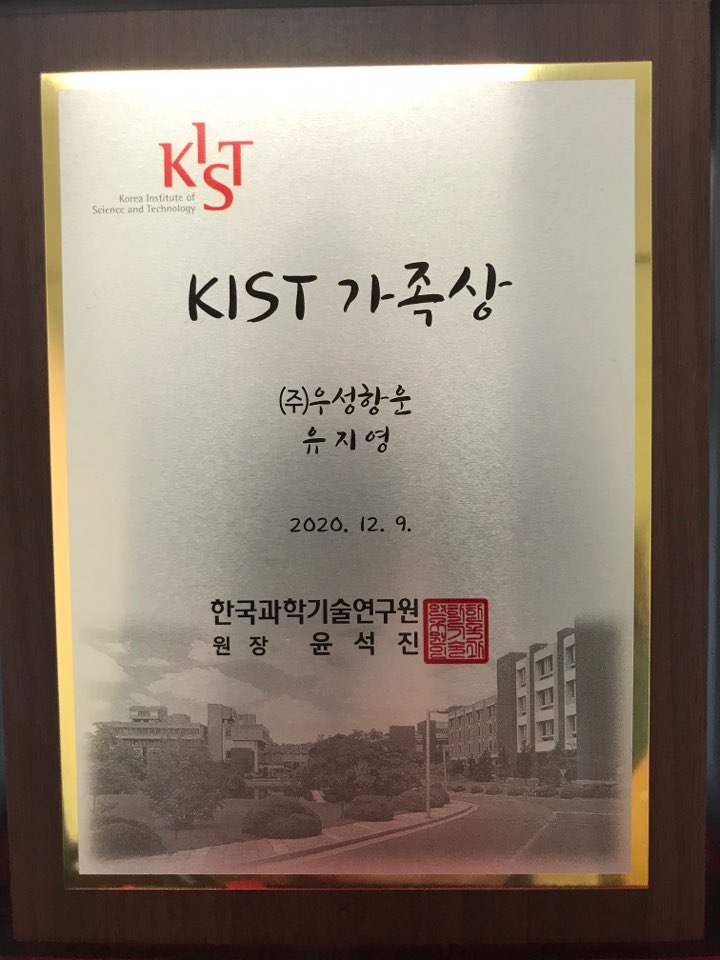 KIST
Korea Institute of
Science and Technology
KIST 가족상
(주)우성항운
유지영
2020. 12. 9.
한국과학기술연구원
원장 윤석진